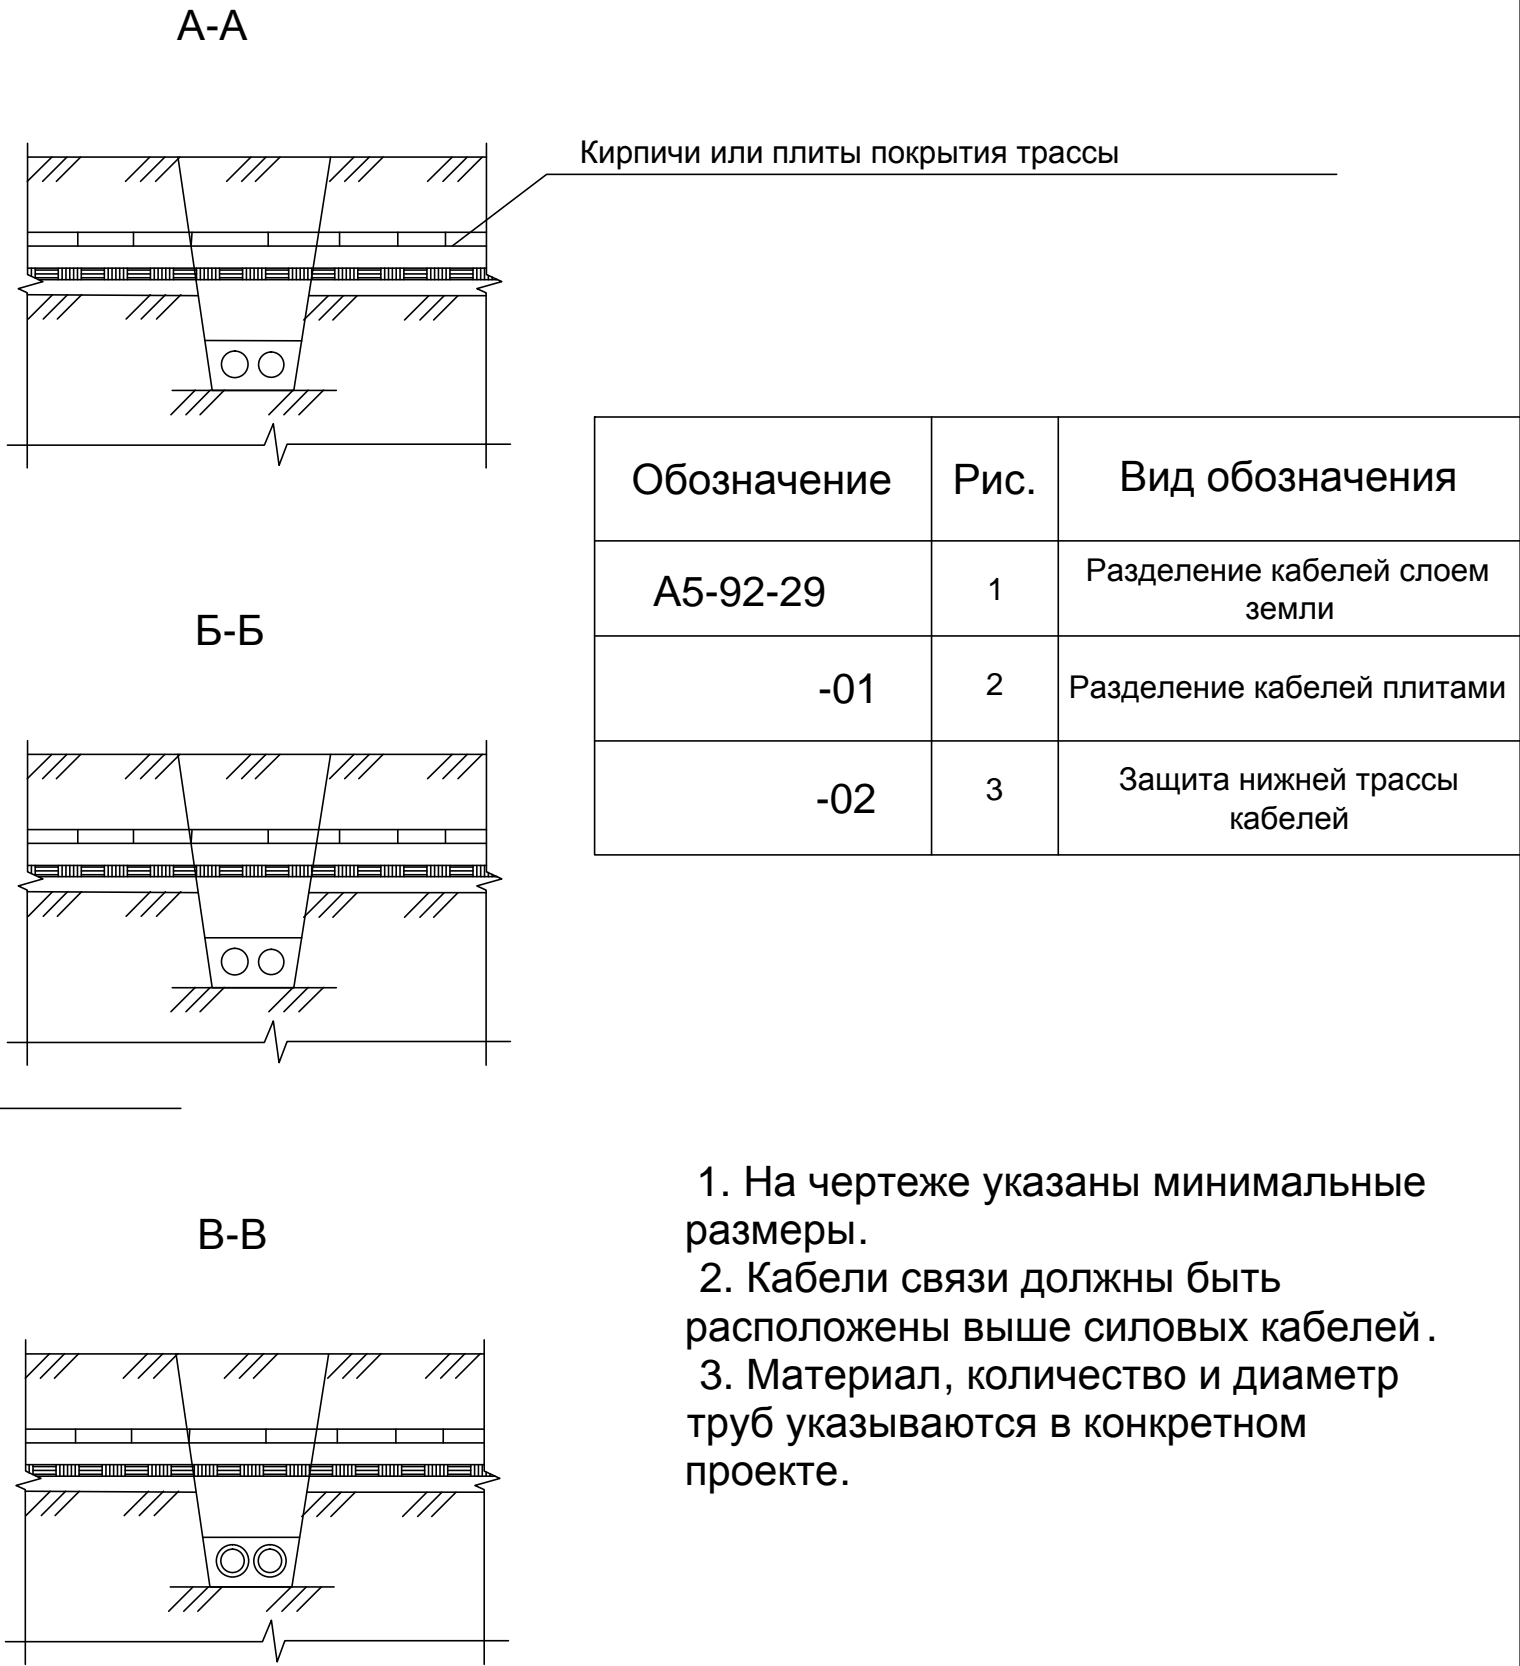 А-А
Кирпичи или плиты покрытия трассы
Обозначение Рис. Вид обозначения
А5-92-29 1 Разделение кабелей слоем
земли
-01 2 Разделение кабелей плитами
-02 3 Защита нижней трассы
кабелей
Б-Б
В-В
1. На чертеже указаны минимальные
размеры.
2. Кабели связи должны быть
расположены выше силовых кабелей.
3. Материал, количество и диаметр
труб указываются в конкретном
проекте.